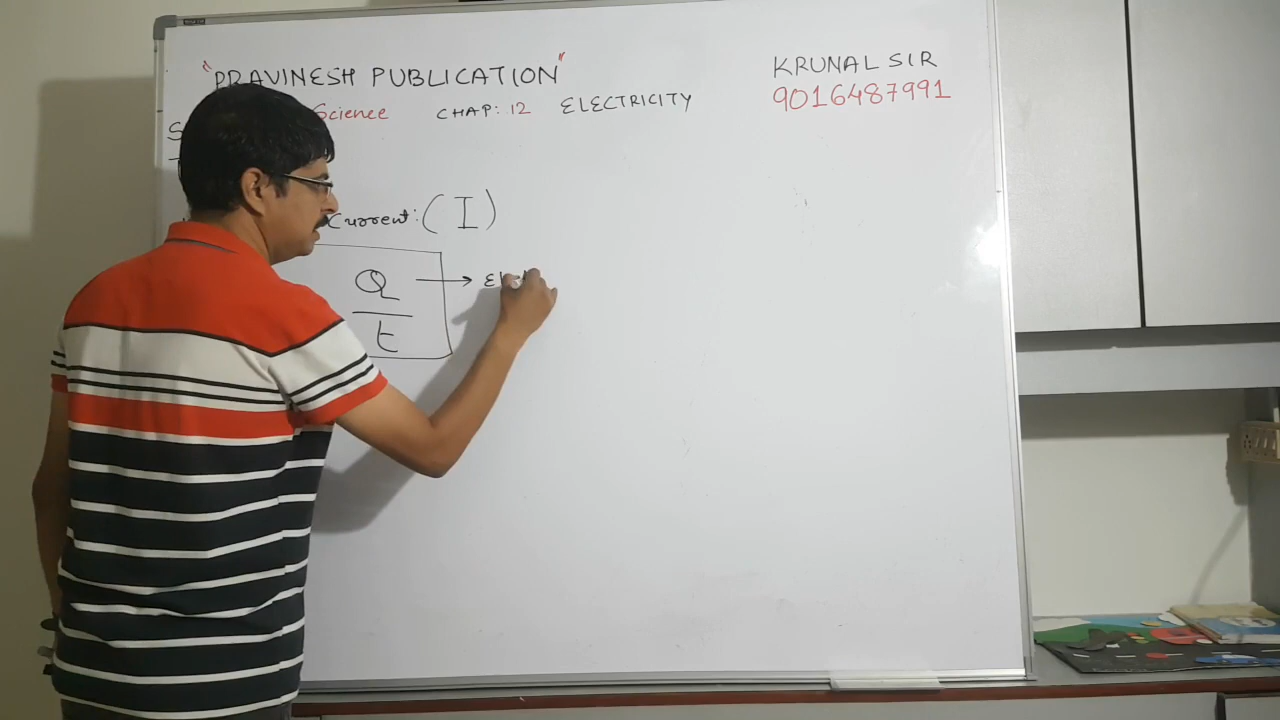 "PRAVINESH PUBLICATION"
KRUNAL SIR
Science CHAP: 12 ELECTRICITY
9016487991
Current: (I)
Q
t